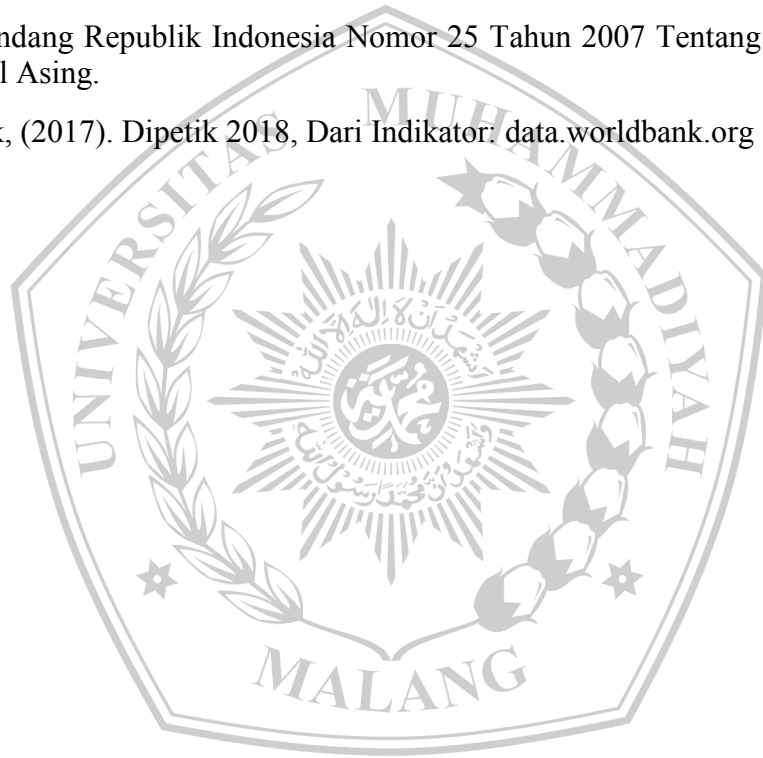 ndang Republik Indonesia Nomor 25 Tahun 2007 Tentang
l Asing.
k, (2017). Dipetik 2018, Dari Indikator: data.worldbank.org
UNIVERSITAS MUHAMMADIYAH
MALANG